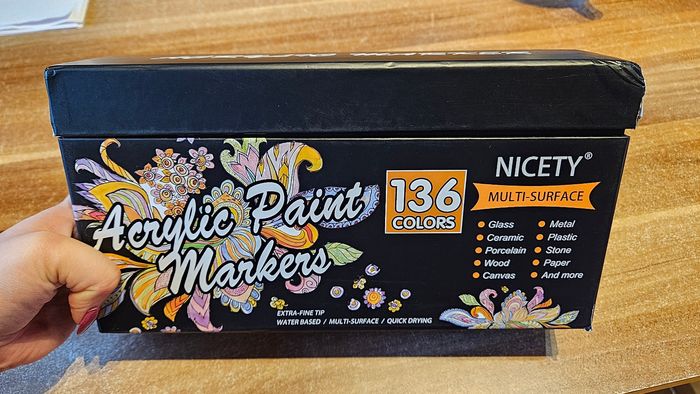 Acrylic Paint
Markers
EXTRA-FINE TIP
WATER BASED / MULTI-SURFACE / QUICK DRYING
136
COLORS
NICETY®
MULTI-SURFACE
Glass
Metal
Ceramic
Plastic
Porcelain
Stone
Wood
Paper
Canvas
And more